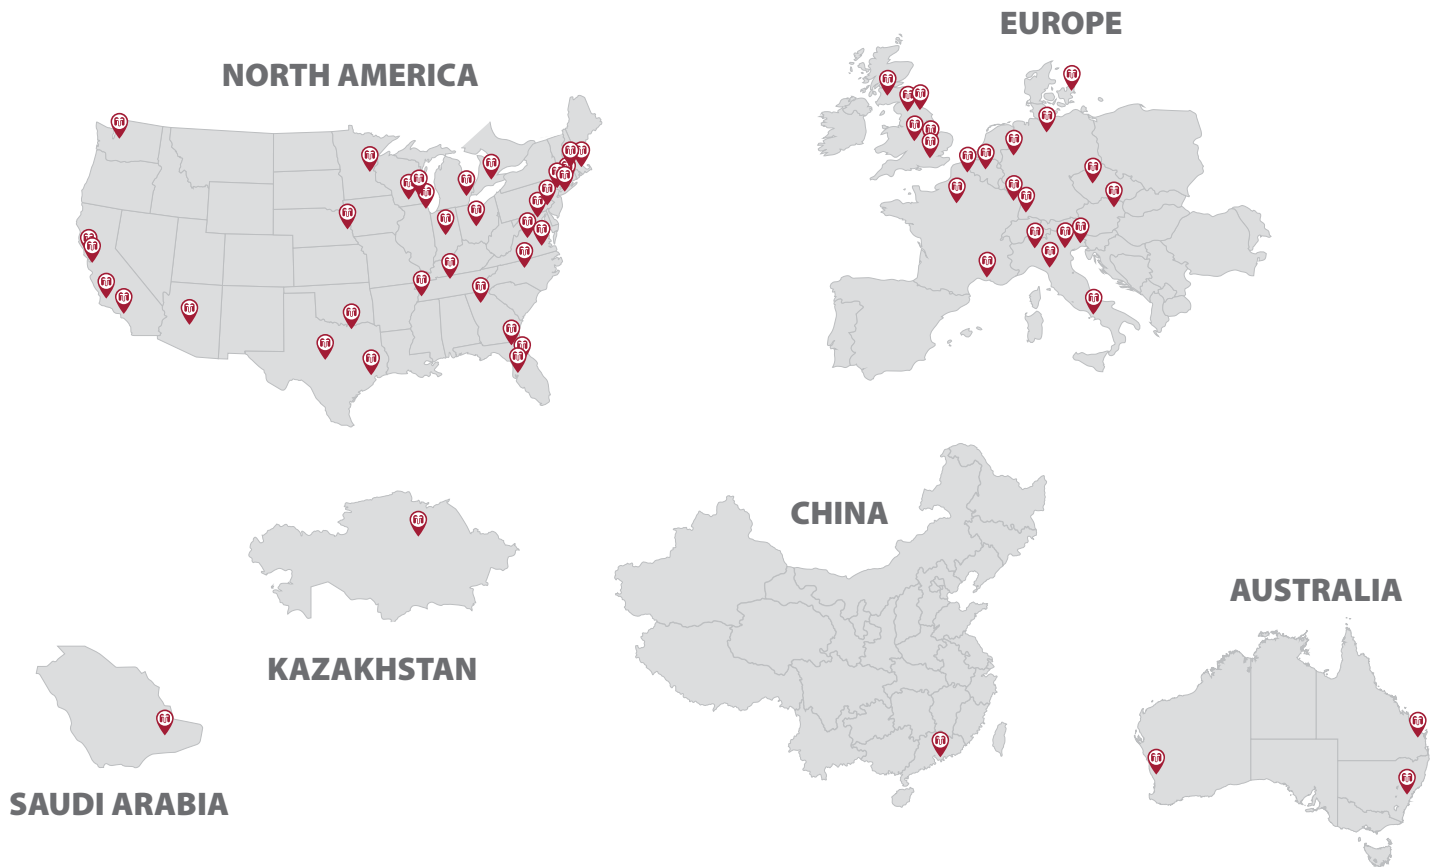 EUROPE
NORTH AMERICA
CHINA
AUSTRALIA
KAZAKHSTAN
SAUDI ARABIA